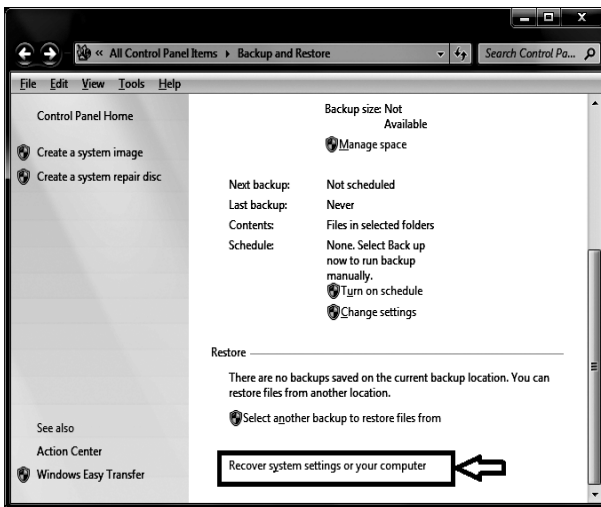 « All Control Panel Items ▸ Backup and Restore
Search Control Pa...
File Edit View Tools Help
Control Panel Home
Create a system image
Create a system repair disc
See also
Action Center
Windows Easy Transfer
Backup size: Not
Available
Manage space
Next backup: Not scheduled
Last backup: Never
Contents: Files in selected folders
Schedule: None. Select Back up
now to run backup
manually.
Turn on schedule
Change settings
Restore
There are no backups saved on the current backup location. You can
restore files from another location.
Select another backup to restore files from
Recover system settings or your computer